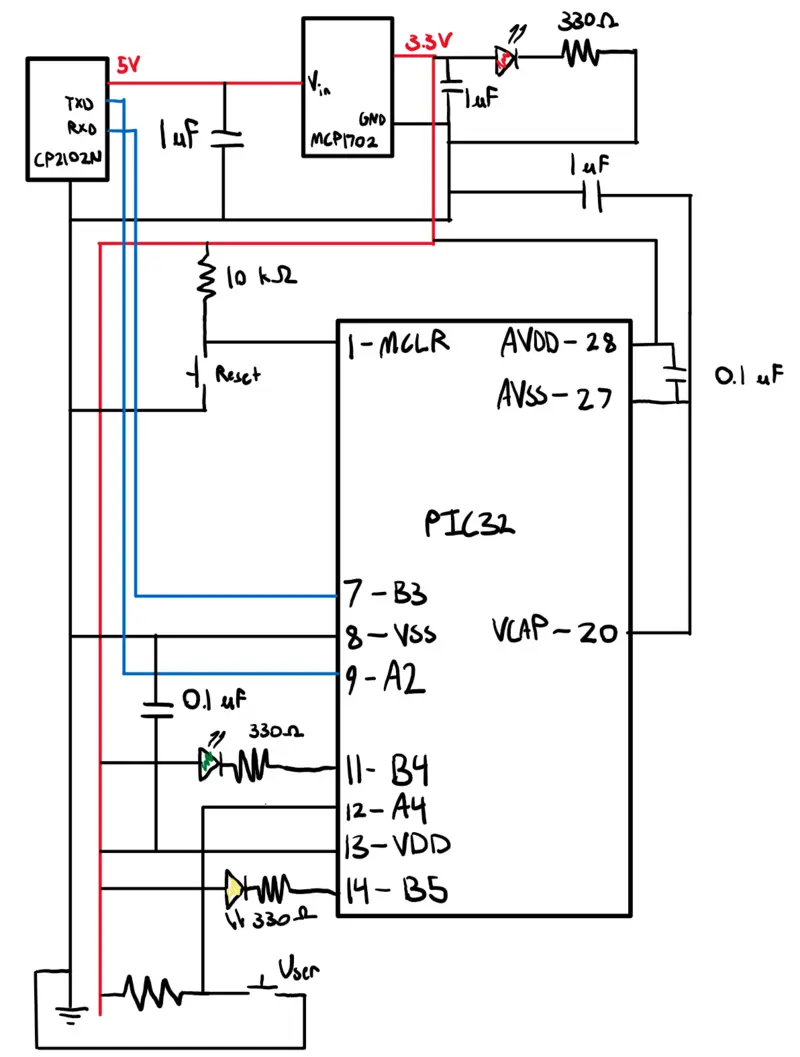 330Ω
5V
3.3V
Vin
TXD
RXD
CP2102N
1uF
GND
MCP1702
1uF
1uF
10 kΩ
1-MCLR
AVDD-28
Reset
0.1 uF
AVSS-27
PIC32
7-B3
8-VSS
VCAP-20
9-A2
0.1 uF
330Ω
11-B4
12-A4
13-VDD
14-B5
330Ω
User